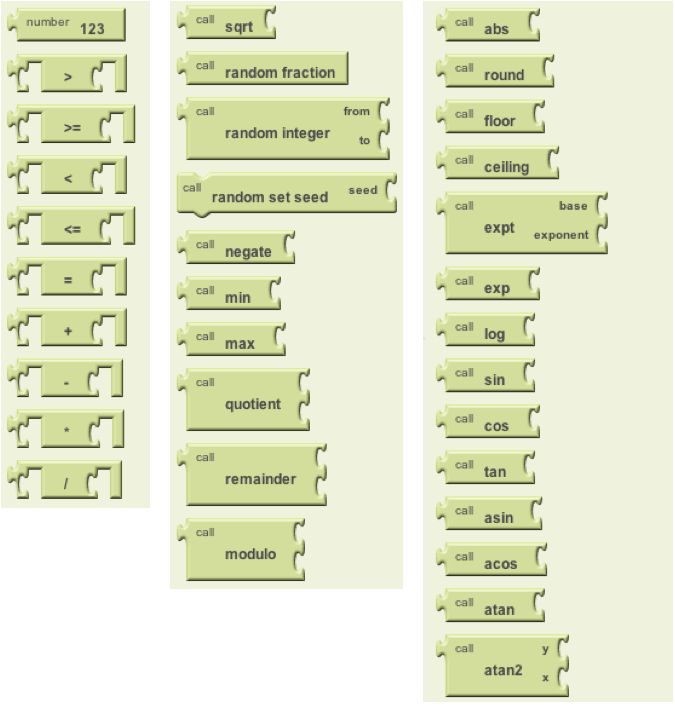 number 123
>
>=
<
<=
=
+
-
*
/
call sqrt
call random fraction
call from
random integer
to
call random set seed seed
call negate
call min
call max
call
quotient
call
remainder
call
modulo
call abs
call round
call floor
call ceiling
call base
expt
exponent
call exp
call log
call sin
call cos
call tan
call asin
call acos
call atan
call y
atan2
x